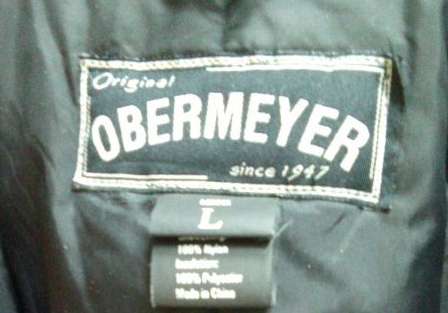 Original
OBERMEYER
since 1947
L
100% Nylon
Insulation:
100% Polyester
Made in China